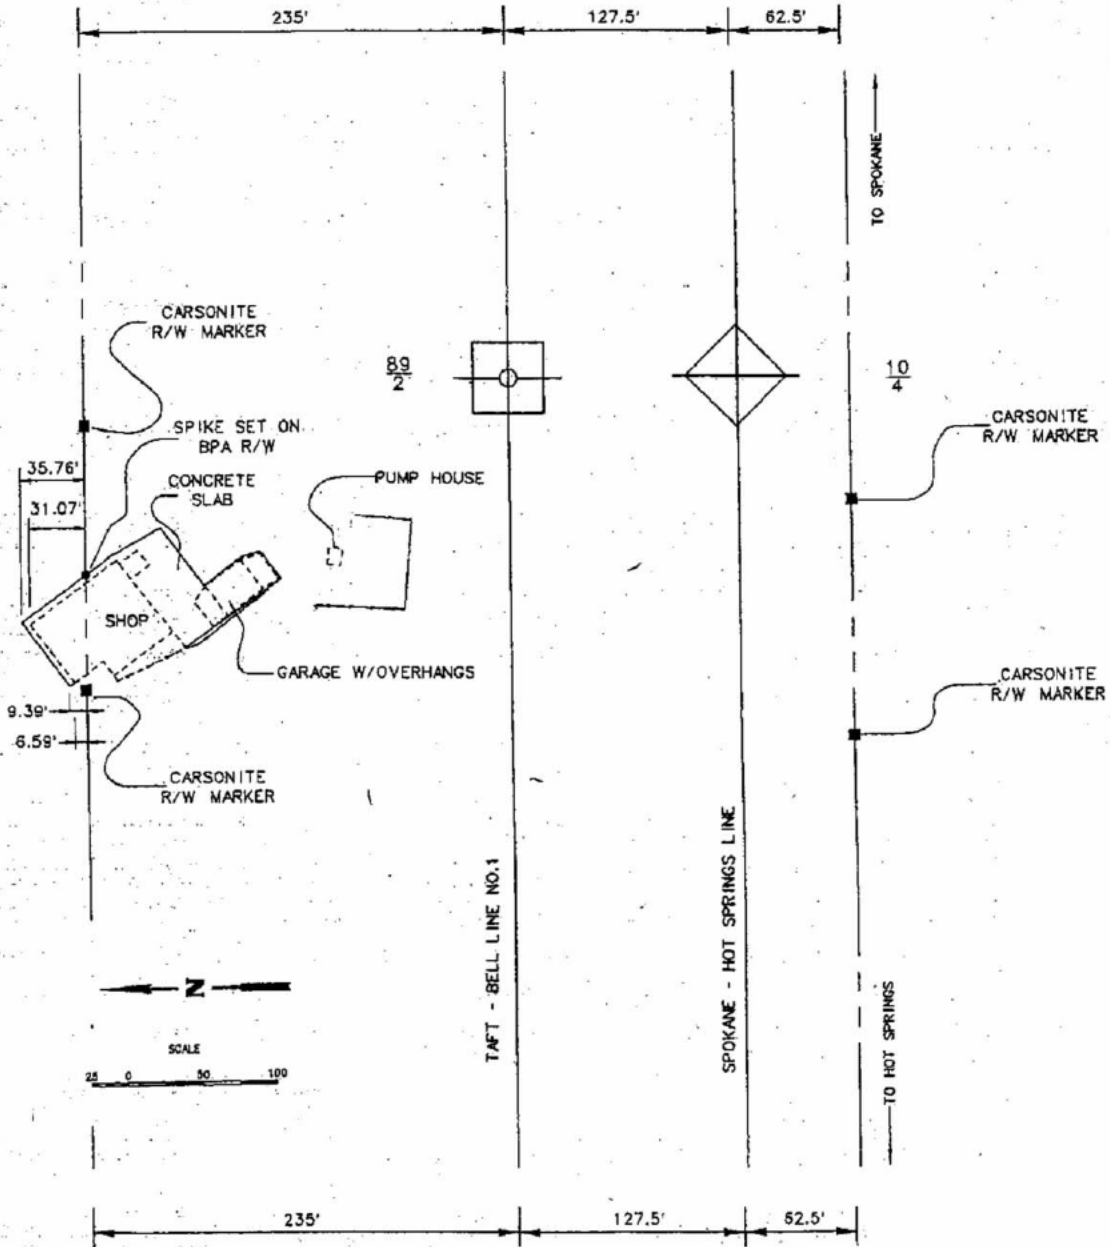 235'
127.5'
62.5'
TO SPOKANE
CARSONITE
R/W MARKER
89
2
10
4
CARSONITE
R/W MARKER
SPIKE SET ON
BPA R/W
35.76'
CONCRETE
SLAB
PUMP HOUSE
31.07'
SHOP
GARAGE W/OVERHANGS
CARSONITE
R/W MARKER
9.39'
6.59'
CARSONITE
R/W MARKER
TAFT - BELL LINE NO.1
SPOKANE - HOT SPRINGS LINE
TO HOT SPRINGS
N
SCALE
25 0 50 100
235'
127.5'
62.5'